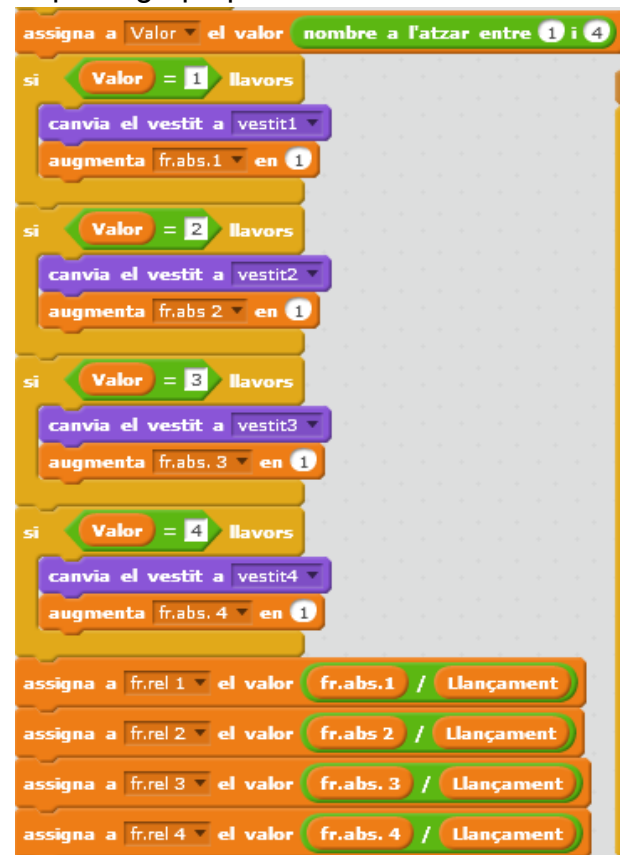 assigna a Valor el valor nombre a l'atzar entre 1 i 4
si Valor = 1 llavors
canvia el vestit a vestit1
augmenta fr.abs.1 en 1
si Valor = 2 llavors
canvia el vestit a vestit2
augmenta fr.abs 2 en 1
si Valor = 3 llavors
canvia el vestit a vestit3
augmenta fr.abs. 3 en 1
si Valor = 4 llavors
canvia el vestit a vestit4
augmenta fr.abs. 4 en 1
assigna a fr.rel 1 el valor fr.abs.1 / Llançament
assigna a fr.rel 2 el valor fr.abs 2 / Llançament
assigna a fr.rel 3 el valor fr.abs. 3 / Llançament
assigna a fr.rel 4 el valor fr.abs. 4 / Llançament